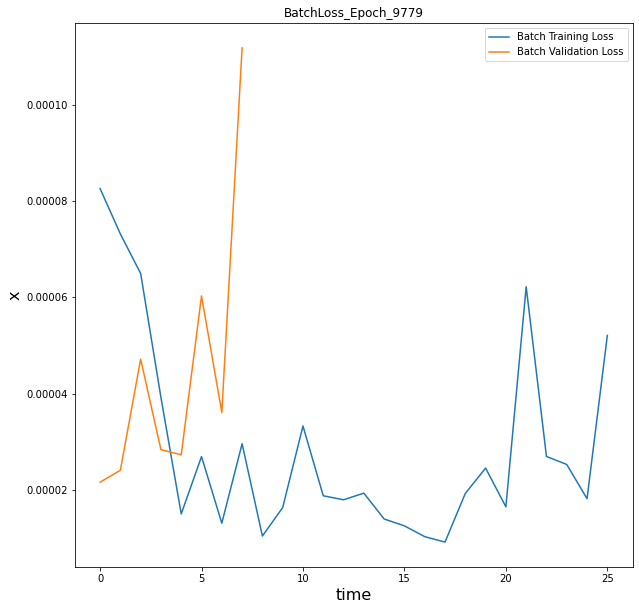 BatchLoss_Epoch_9779
Batch Training Loss
Batch Validation Loss
0.00010
0.00008
0.00006
0.00004
0.00002
x
0 5 10 15 20 25
time